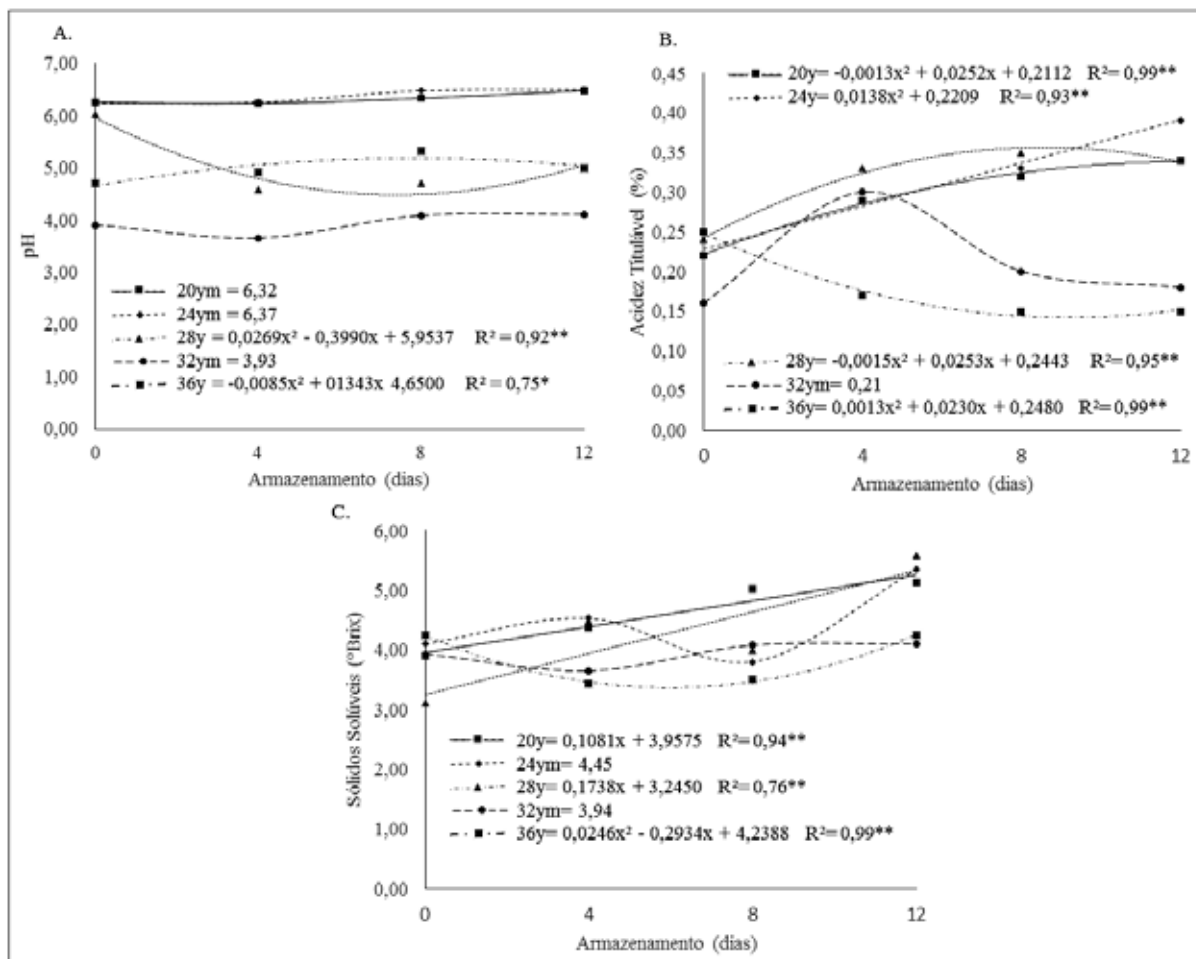 A.
7,00
6,00
5,00
4,00
3,00
2,00
1,00
0,00
pH
20ym = 6,32
24ym = 6,37
28y = 0,0269x² - 0,3990x + 5,9537 R² = 0,92**
32ym = 3,93
36y = -0,0085x² + 01343x 4,6500 R² = 0,75*
0 4 8 12
Armazenamento (dias)
B.
20y= -0,0013x² + 0,0252x + 0,2112 R²= 0,99**
24y= 0,0138x² + 0,2209 R²= 0,93**
0,45
0,40
0,35
0,30
0,25
0,20
0,15
0,10
0,05
0,00
Acidez Titulável (%)
28y= -0,0015x² + 0,0253x + 0,2443 R²= 0,95**
32ym= 0,21
36y= 0,0013x² + 0,0230x + 0,2480 R²= 0,99**
0 4 8 12
Armazenamento (dias)
C.
6,00
5,00
4,00
3,00
2,00
1,00
0,00
Sólidos Solúveis (°Brix)
20y= 0,1081x + 3,9575 R²= 0,94**
24ym= 4,45
28y= 0,1738x + 3,2450 R²= 0,76**
32ym= 3,94
36y= 0,0246x² - 0,2934x + 4,2388 R²= 0,99**
0 4 8 12
Armazenamento (dias)